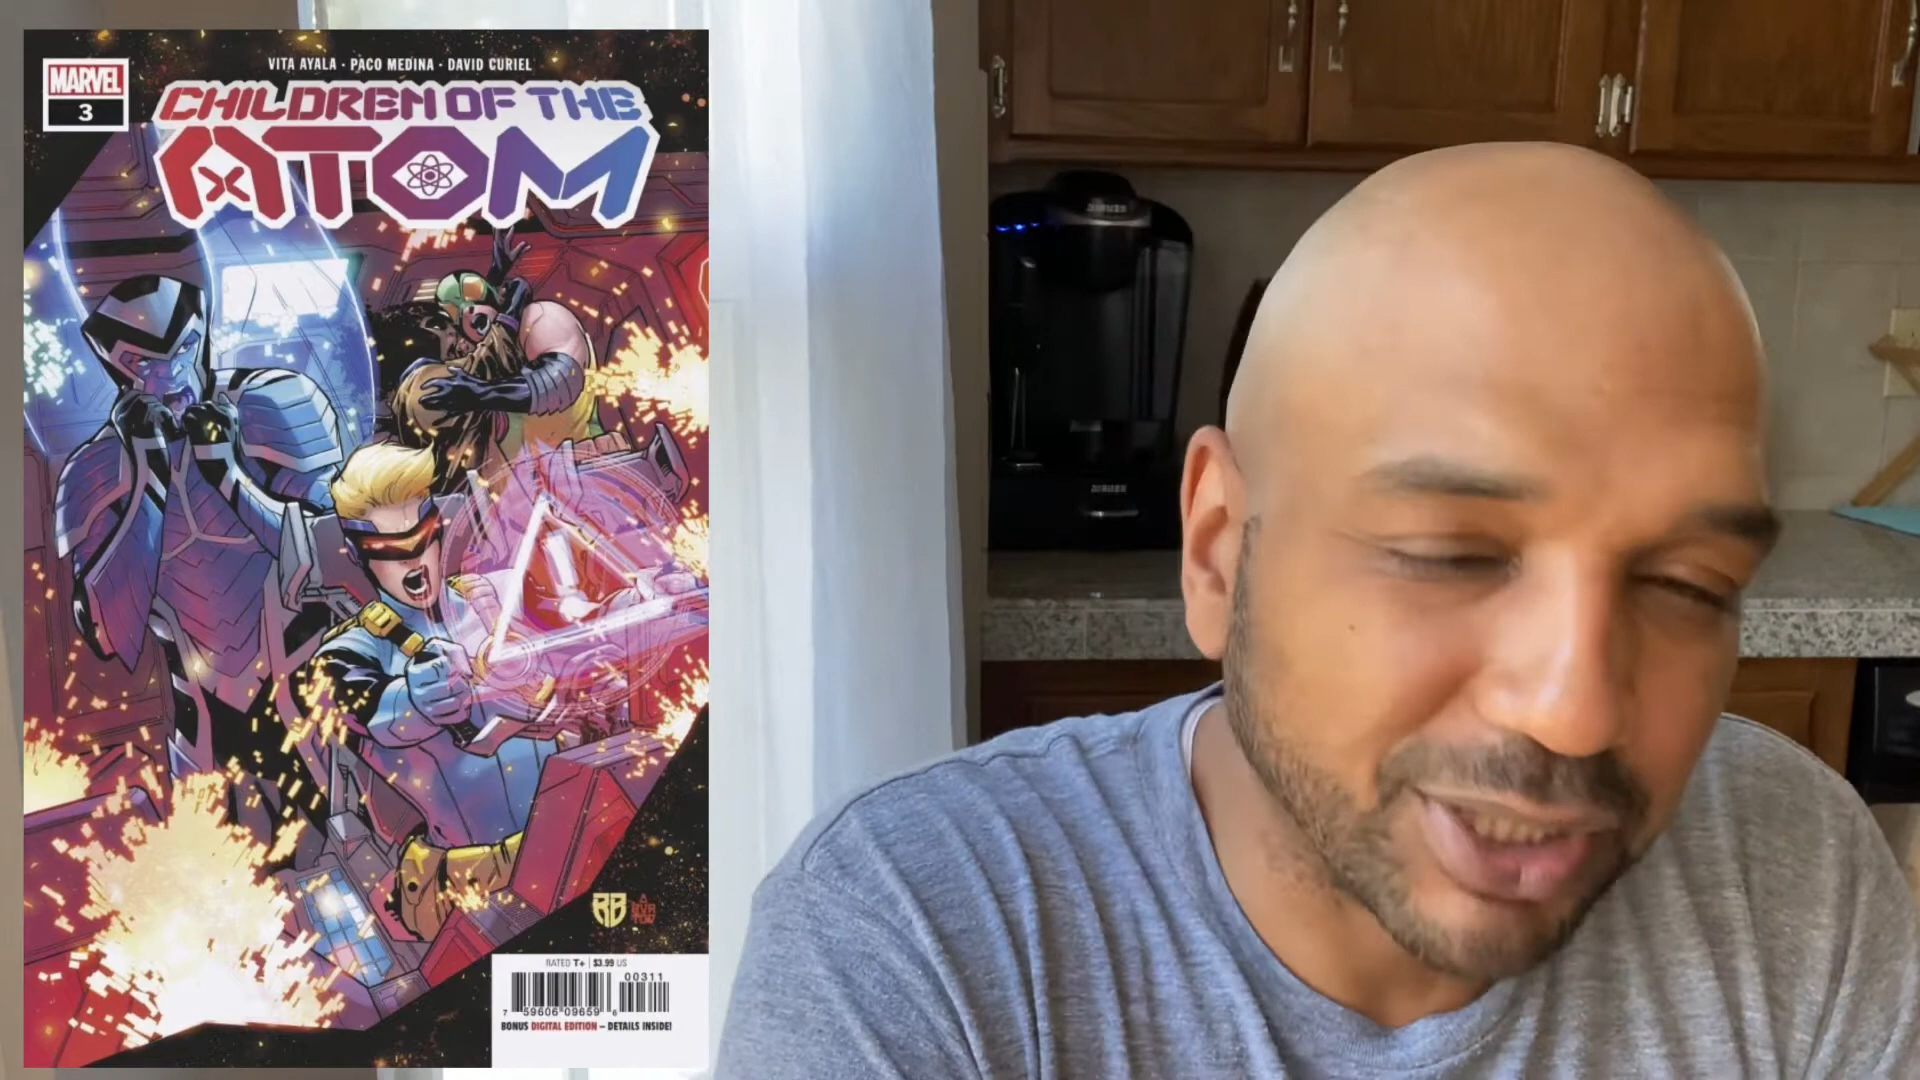 MARVEL
3
VITA AYALA · PACO MEDINA · DAVID CURIEL
CHILDREN OF THE
ATOM
RB
RATED T+ $3.99 US
00311
7 59606 09659 6
BONUS DIGITAL EDITION – DETAILS INSIDE!